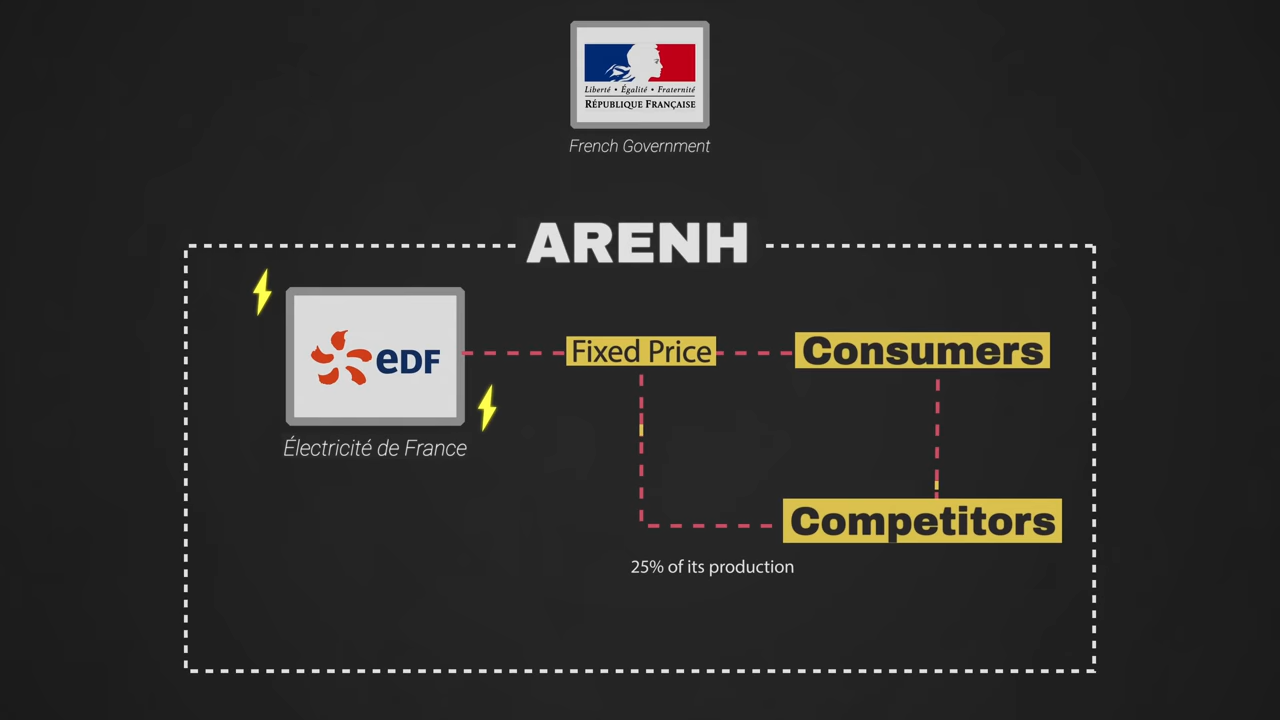 Liberté • Égalité • Fraternité
RÉPUBLIQUE FRANÇAISE
French Government
ARENH
eDF
Fixed Price
Consumers
Électricité de France
Competitors
25% of its production